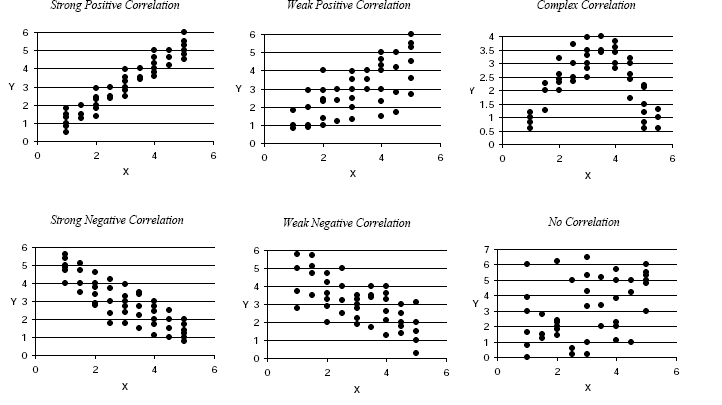 Strong Positive Correlation
6
5
4
Y 3
2
1
0
0 2 4 6
X
Weak Positive Correlation
6
5
4
Y 3
2
1
0
0 2 4 6
X
Complex Correlation
4
3.5
3
2.5
Y 2
1.5
1
0.5
0
0 2 4 6
X
Strong Negative Correlation
6
5
4
Y 3
2
1
0
0 2 4 6
X
Weak Negative Correlation
6
5
4
Y 3
2
1
0
0 2 4 6
X
No Correlation
7
6
5
4
Y
3
2
1
0
0 2 4 6
X